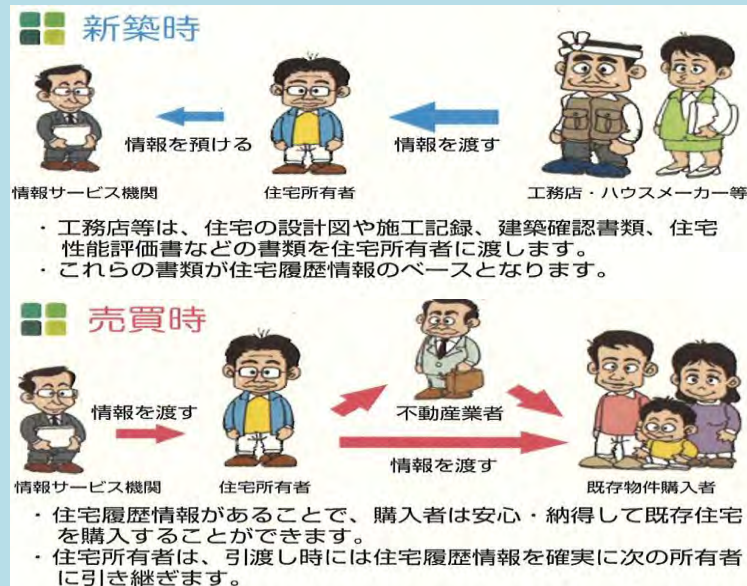 新築時
情報を預ける
情報を渡す
情報サービス機関
住宅所有者
工務店・ハウスメーカー等
・工務店等は、住宅の設計図や施工記録、建築確認書類、住宅
性能評価書などの書類を住宅所有者に渡します。
・これらの書類が住宅履歴情報のベースとなります。
売買時
情報を渡す
不動産業者
情報を渡す
情報サービス機関
住宅所有者
既存物件購入者
・住宅履歴情報があることで、購入者は安心・納得して既存住宅
を購入することができます。
・住宅所有者は、引渡し時には住宅履歴情報を確実に次の所有者
に引き継ぎます。